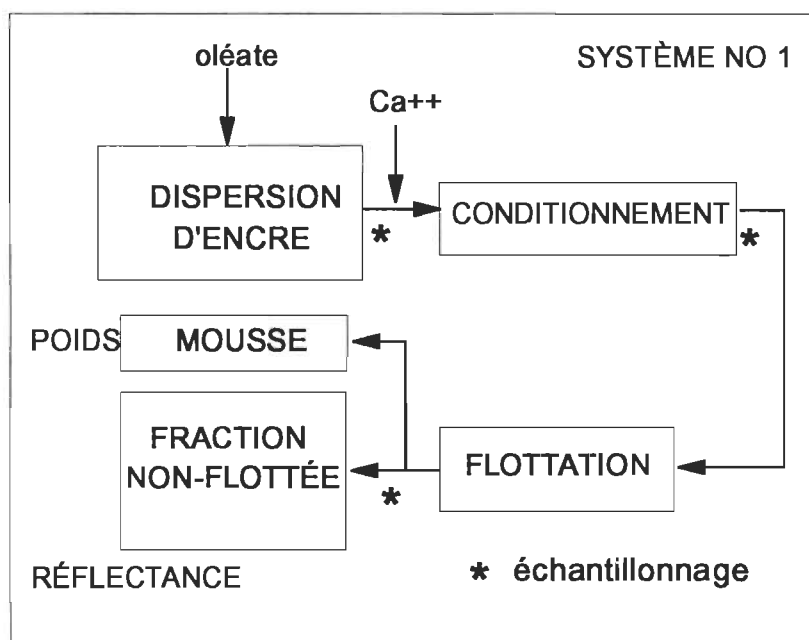 oléate
SYSTÈME NO 1
Ca++
DISPERSION
D'ENCRE
*
CONDITIONNEMENT
*
POIDS
MOUSSE
FRACTION
NON-FLOTTÉE
*
FLOTTATION
RÉFLECTANCE
* échantillonnage